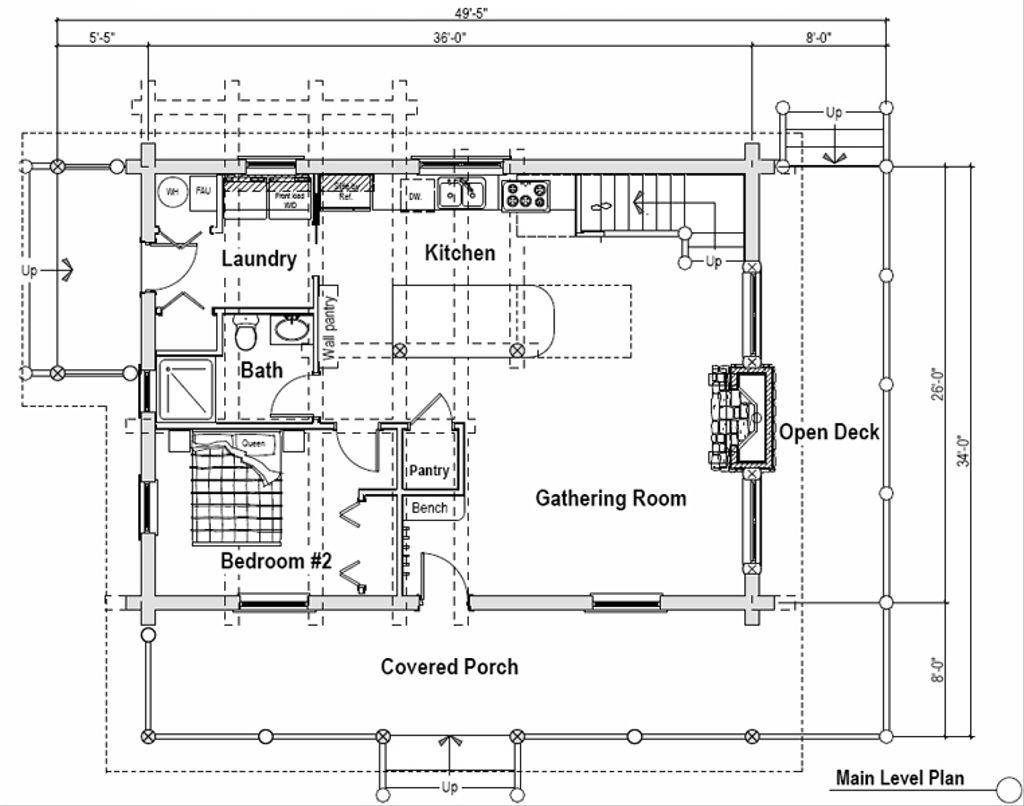 49'-5"
5'-5"
36'-0"
8'-0"
Up
WH
FAU
Front load
W/D
Ref.
DW.
Laundry
Kitchen
Up
Up
Wall pantry
Bath
26'-0"
34'-0"
Open Deck
Queen
Pantry
Bench
Gathering Room
Bedroom #2
Covered Porch
8'-0"
Up
Main Level Plan